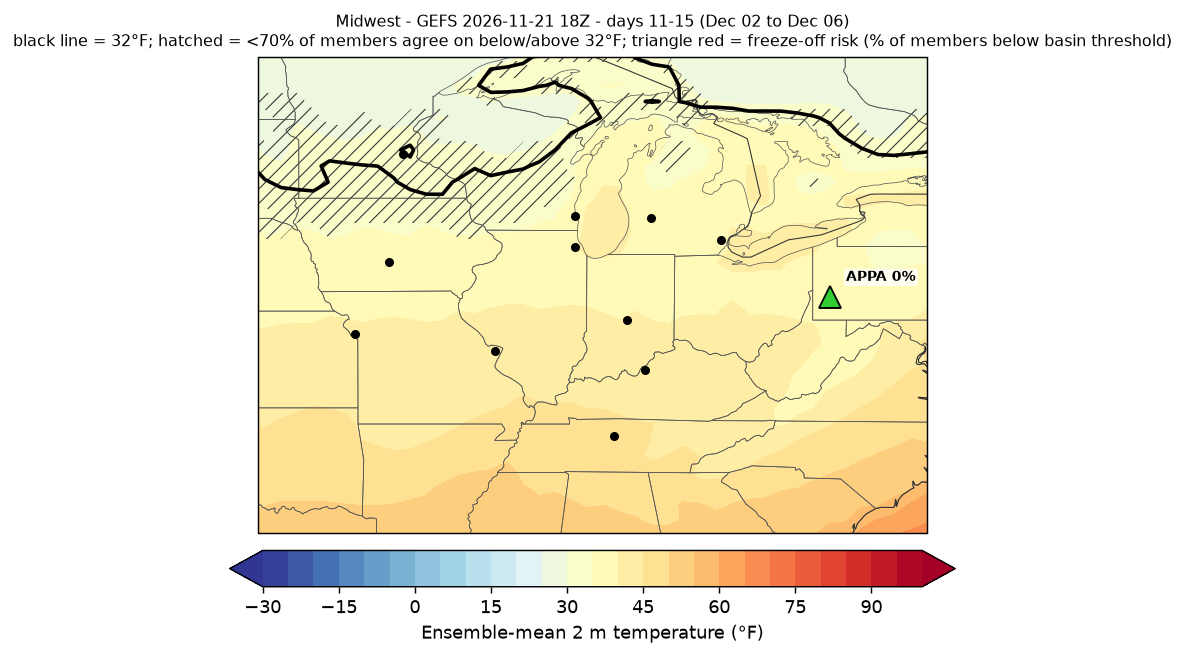 Midwest - GEFS 2026-11-21 18Z - days 11-15 (Dec 02 to Dec 06)
black line = 32°F; hatched = <70% of members agree on below/above 32°F; triangle red = freeze-off risk (% of members below basin threshold)
APPA 0%
−30 −15 0 15 30 45 60 75 90
Ensemble-mean 2 m temperature (°F)